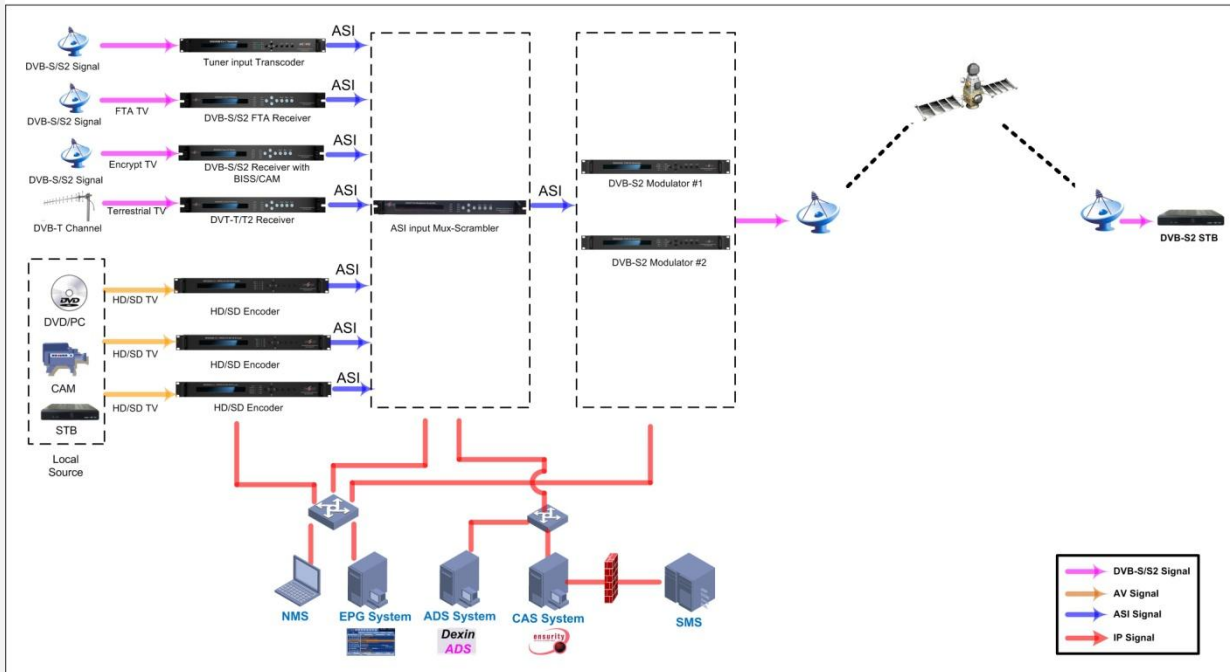 DVB-S/S2 Signal
Tuner input Transcoder
ASI
DVB-S/S2 Signal
FTA TV
DVB-S/S2 FTA Receiver
ASI
DVB-S/S2 Signal
Encrypt TV
DVB-S/S2 Receiver with
BISS/CAM
ASI
DVB-T Channel
Terrestrial TV
DVT-T/T2 Receiver
ASI
DVD
DVD/PC
HD/SD TV
HD/SD Encoder
ASI
CAM
HD/SD TV
HD/SD Encoder
ASI
STB
HD/SD TV
HD/SD Encoder
ASI
Local
Source
ASI input Mux-Scrambler
ASI
DVB-S2 Modulator #1
DVB-S2 Modulator #2
DVB-S2 STB
NMS
EPG System
ADS System
Dexin
ADS
CAS System
ensurity
SMS
DVB-S/S2 Signal
AV Signal
ASI Signal
IP Signal